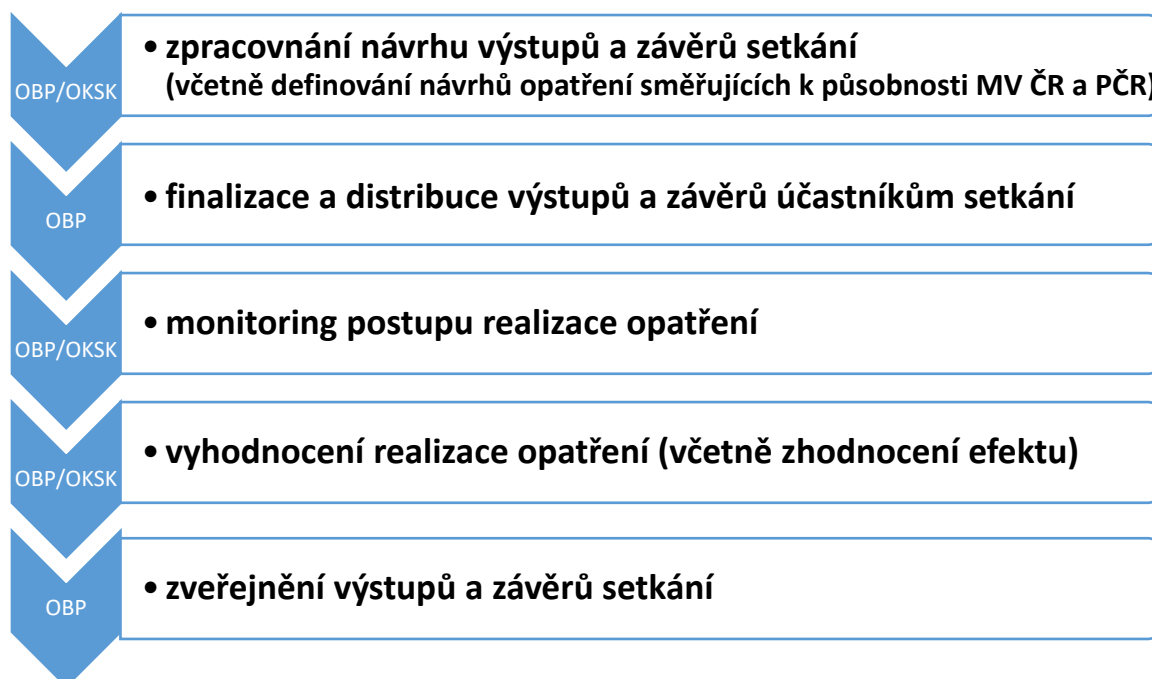 OBP/OKSK
• zpracovnání návrhu výstupů a závěrů setkání
(včetně definování návrhů opatření směřujících k působnosti MV ČR a PČR)
OBP
• finalizace a distribuce výstupů a závěrů účastníkům setkání
OBP/OKSK
• monitoring postupu realizace opatření
OBP/OKSK
• vyhodnocení realizace opatření (včetně zhodnocení efektu)
OBP
• zveřejnění výstupů a závěrů setkání